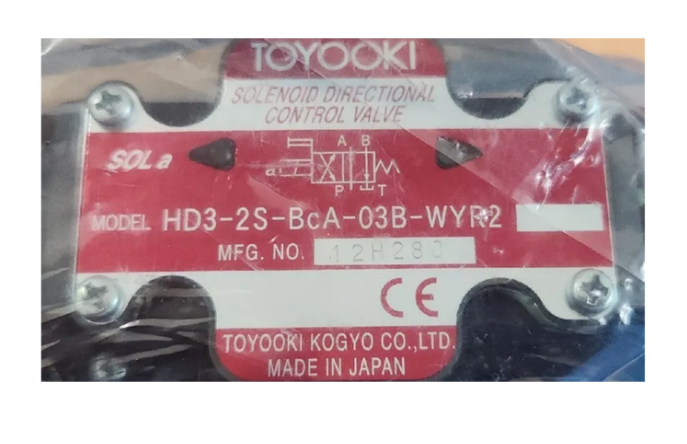 TOYOOKI
SOLENOID DIRECTIONAL
CONTROL VALVE
SOL a
A B
a
P T
MODEL HD3-2S-BcA-03B-WYR2
MFG. NO. 12H280
CE
TOYOOKI KOGYO CO.,LTD.
MADE IN JAPAN